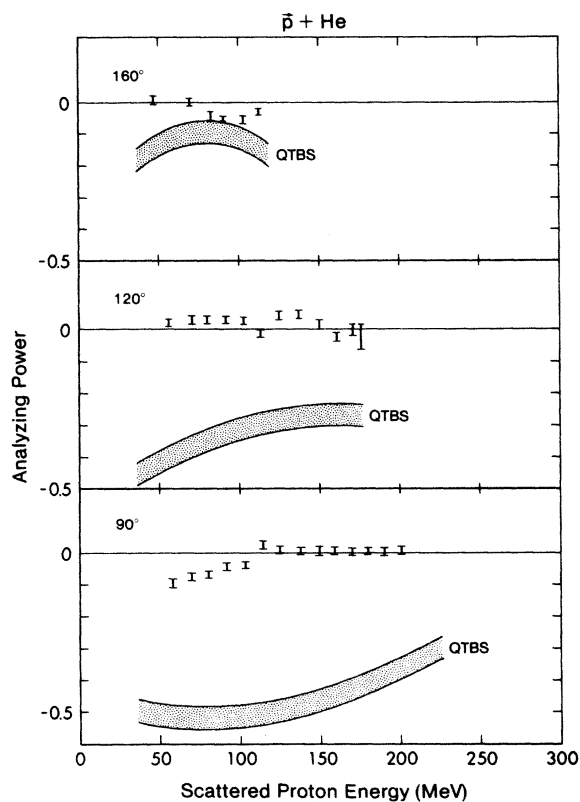 p⃗ + He
160°
0
QTBS
-0.5
120°
0
QTBS
-0.5
90°
0
QTBS
-0.5
Analyzing Power
0 50 100 150 200 250 300
Scattered Proton Energy (MeV)